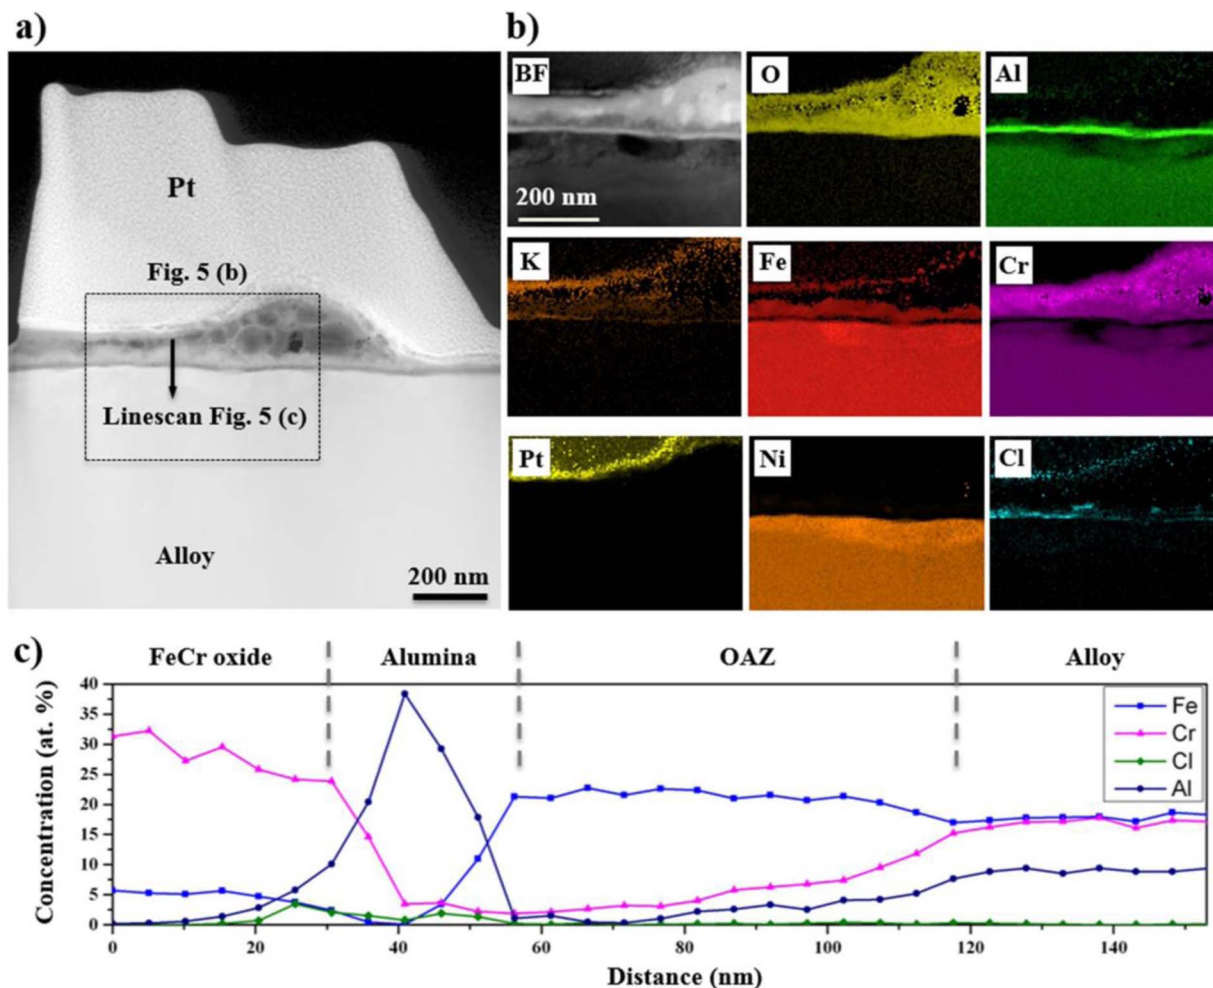 a)
Pt
Fig. 5 (b)
Linescan Fig. 5 (c)
Alloy
200 nm
b)
BF
O
Al
200 nm
K
Fe
Cr
Pt
Ni
Cl
c)
FeCr oxide
Alumina
OAZ
Alloy
Concentration (at. %)
40
35
30
25
20
15
10
5
0
Fe
Cr
Cl
Al
0 20 40 60 80 100 120 140
Distance (nm)